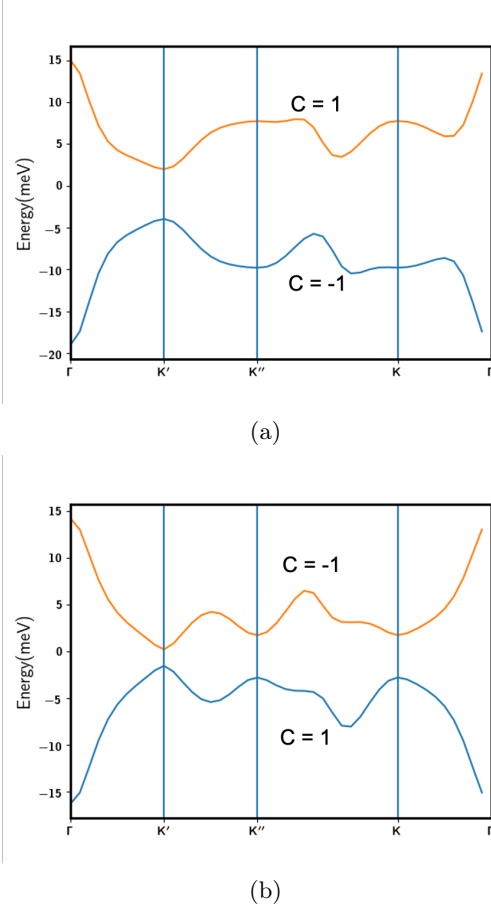 15
10
5
0
−5
−10
−15
−20
Energy(meV)
C = 1
C = -1
Γ K′ K″ K
(a)
15
10
5
0
−5
−10
−15
Energy(meV)
C = -1
C = 1
Γ K′ K″ K
(b)